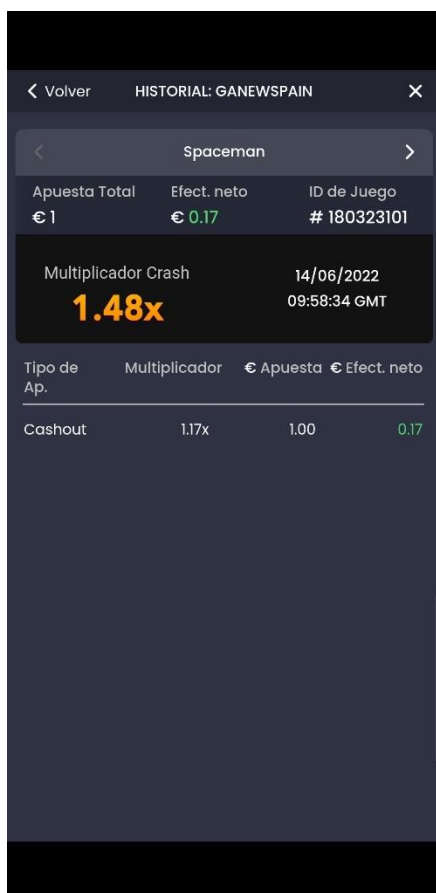 Volver HISTORIAL: GANEWSPAIN
Spaceman
Apuesta Total Efect. neto ID de Juego
€ 1 € 0.17 # 180323101
Multiplicador Crash 14/06/2022
1.48x 09:58:34 GMT
Tipo de Ap. Multiplicador € Apuesta € Efect. neto
Cashout 1.17x 1.00 0.17